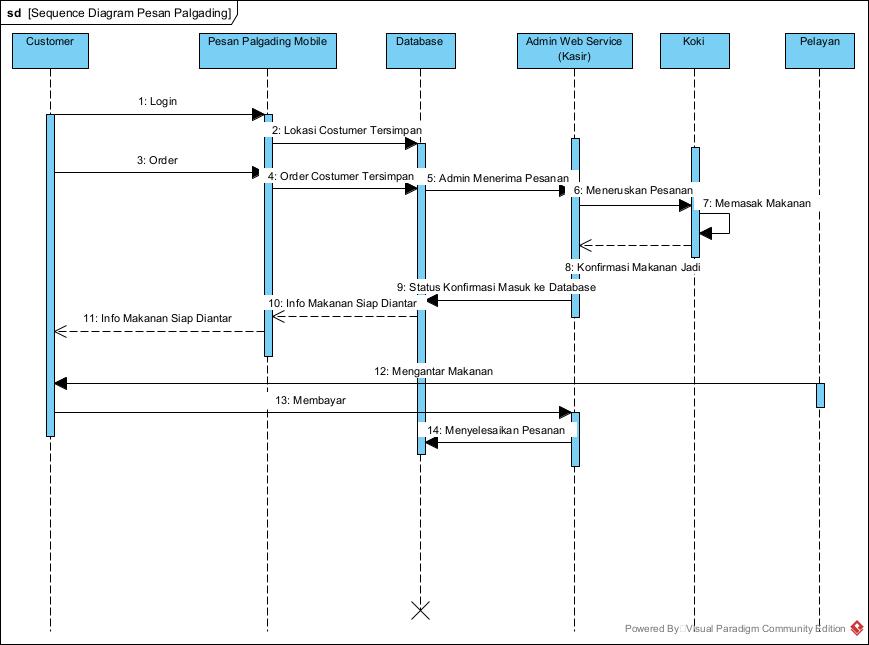 sd [Sequence Diagram Pesan Palgading]
Customer
Pesan Palgading Mobile
Database
Admin Web Service
(Kasir)
Koki
Pelayan
1: Login
2: Lokasi Costumer Tersimpan
3: Order
4: Order Costumer Tersimpan
5: Admin Menerima Pesanan
6: Meneruskan Pesanan
7: Memasak Makanan
8: Konfirmasi Makanan Jadi
9: Status Konfirmasi Masuk ke Database
10: Info Makanan Siap Diantar
11: Info Makanan Siap Diantar
12: Mengantar Makanan
13: Membayar
14: Menyelesaikan Pesanan
Powered By Visual Paradigm Community Edition